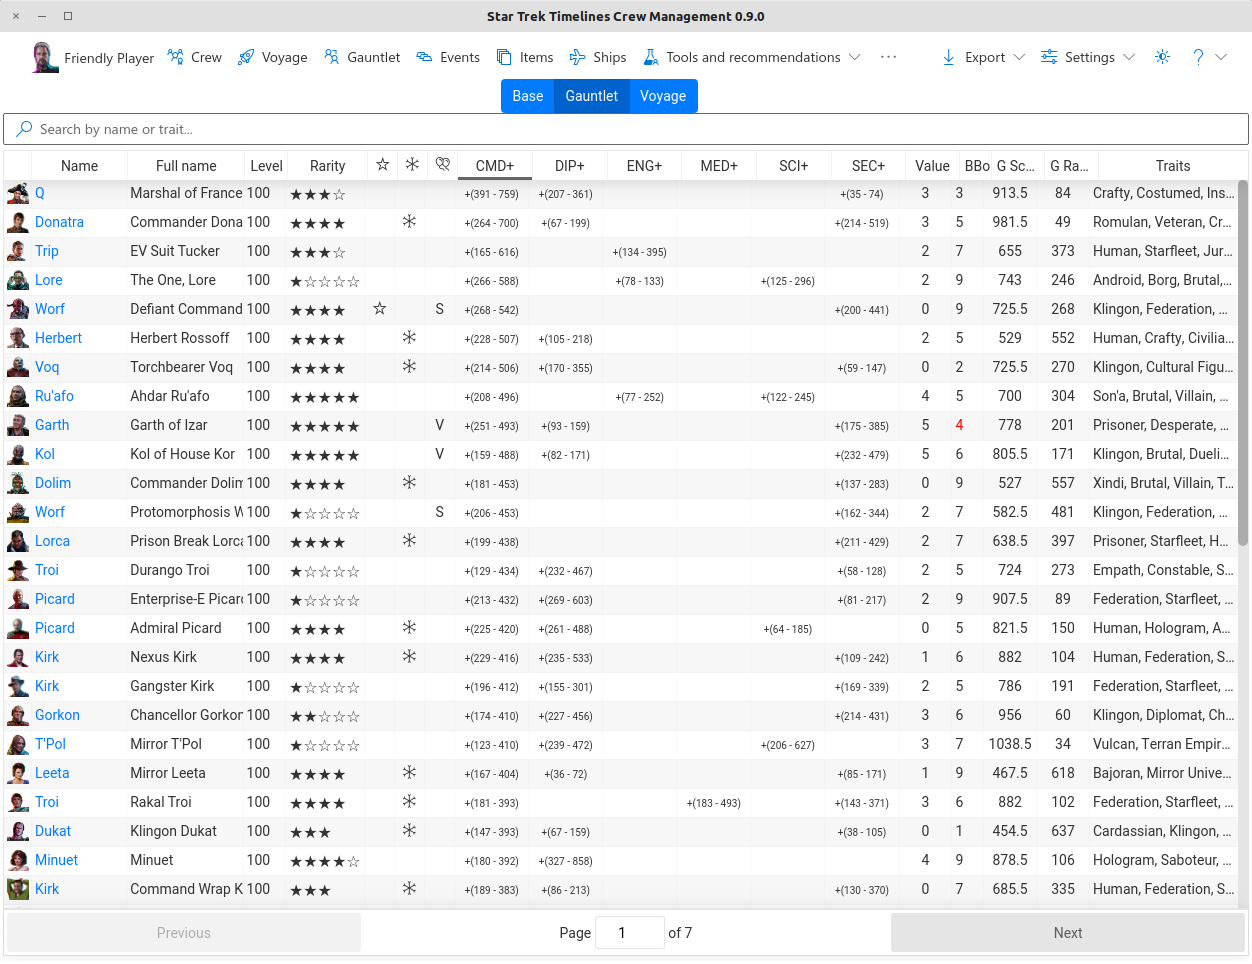 Star Trek Timelines Crew Management 0.9.0
Friendly Player Crew Voyage Gauntlet Events Items Ships Tools and recommendations ··· Export Settings ?
Base Gauntlet Voyage
Search by name or trait...
Name Full name Level Rarity CMD+ DIP+ ENG+ MED+ SCI+ SEC+ Value BBo G Sc... G Ra... Traits
Q Marshal of France 100 ★★★☆ +(391 - 759) +(207 - 361) +(35 - 74) 3 3 913.5 84 Crafty, Costumed, Ins...
Donatra Commander Dona 100 ★★★★ +(264 - 700) +(67 - 199) +(214 - 519) 3 5 981.5 49 Romulan, Veteran, Cr...
Trip EV Suit Tucker 100 ★★★☆ +(165 - 616) +(134 - 395) 2 7 655 373 Human, Starfleet, Jur...
Lore The One, Lore 100 ★☆☆☆☆ +(266 - 588) +(78 - 133) +(125 - 296) 2 9 743 246 Android, Borg, Brutal,...
Worf Defiant Command 100 ★★★★ ☆ S +(268 - 542) +(200 - 441) 0 9 725.5 268 Klingon, Federation, ...
Herbert Herbert Rossoff 100 ★★★★ +(228 - 507) +(105 - 218) 2 5 529 552 Human, Crafty, Civilia...
Voq Torchbearer Voq 100 ★★★★ +(214 - 506) +(170 - 355) +(59 - 147) 0 2 725.5 270 Klingon, Cultural Figu...
Ru'afo Ahdar Ru'afo 100 ★★★★★ +(208 - 496) +(77 - 252) +(122 - 245) 4 5 700 304 Son'a, Brutal, Villain, ...
Garth Garth of Izar 100 ★★★★★ V +(251 - 493) +(93 - 159) +(175 - 385) 5 4 778 201 Prisoner, Desperate, ...
Kol Kol of House Kor 100 ★★★★★ V +(159 - 488) +(82 - 171) +(232 - 479) 5 6 805.5 171 Klingon, Brutal, Dueli...
Dolim Commander Dolim 100 ★★★★ +(181 - 453) +(137 - 283) 0 9 527 557 Xindi, Brutal, Villain, T...
Worf Protomorphosis W 100 ★☆☆☆☆ S +(206 - 453) +(162 - 344) 2 7 582.5 481 Klingon, Federation, ...
Lorca Prison Break Lorca 100 ★★★★ +(199 - 438) +(211 - 429) 2 7 638.5 397 Prisoner, Starfleet, H...
Troi Durango Troi 100 ★☆☆☆☆ +(129 - 434) +(232 - 467) +(58 - 128) 2 5 724 273 Empath, Constable, S...
Picard Enterprise-E Picard 100 ★☆☆☆☆ +(213 - 432) +(269 - 603) +(81 - 217) 2 9 907.5 89 Federation, Starfleet, ...
Picard Admiral Picard 100 ★★★★ +(225 - 420) +(261 - 488) +(64 - 185) 0 5 821.5 150 Human, Hologram, A...
Kirk Nexus Kirk 100 ★★★★ +(229 - 416) +(235 - 533) +(109 - 242) 1 6 882 104 Human, Federation, S...
Kirk Gangster Kirk 100 ★☆☆☆☆ +(196 - 412) +(155 - 301) +(169 - 339) 2 5 786 191 Federation, Starfleet, ...
Gorkon Chancellor Gorkon 100 ★★☆☆☆ +(174 - 410) +(227 - 456) +(214 - 431) 3 6 956 60 Klingon, Diplomat, Ch...
T'Pol Mirror T'Pol 100 ★☆☆☆☆ +(123 - 410) +(239 - 472) +(206 - 627) 3 7 1038.5 34 Vulcan, Terran Empir...
Leeta Mirror Leeta 100 ★★★★ +(167 - 404) +(36 - 72) +(85 - 171) 1 9 467.5 618 Bajoran, Mirror Unive...
Troi Rakal Troi 100 ★★★★ +(181 - 393) +(183 - 493) +(143 - 371) 3 6 882 102 Federation, Starfleet, ...
Dukat Klingon Dukat 100 ★★★ +(147 - 393) +(67 - 159) +(38 - 105) 0 1 454.5 637 Cardassian, Klingon, ...
Minuet Minuet 100 ★★★★☆ +(180 - 392) +(327 - 858) 4 9 878.5 106 Hologram, Saboteur, ...
Kirk Command Wrap K 100 ★★★ +(189 - 383) +(86 - 213) +(130 - 370) 0 7 685.5 335 Human, Federation, S...
Previous Page 1 of 7 Next